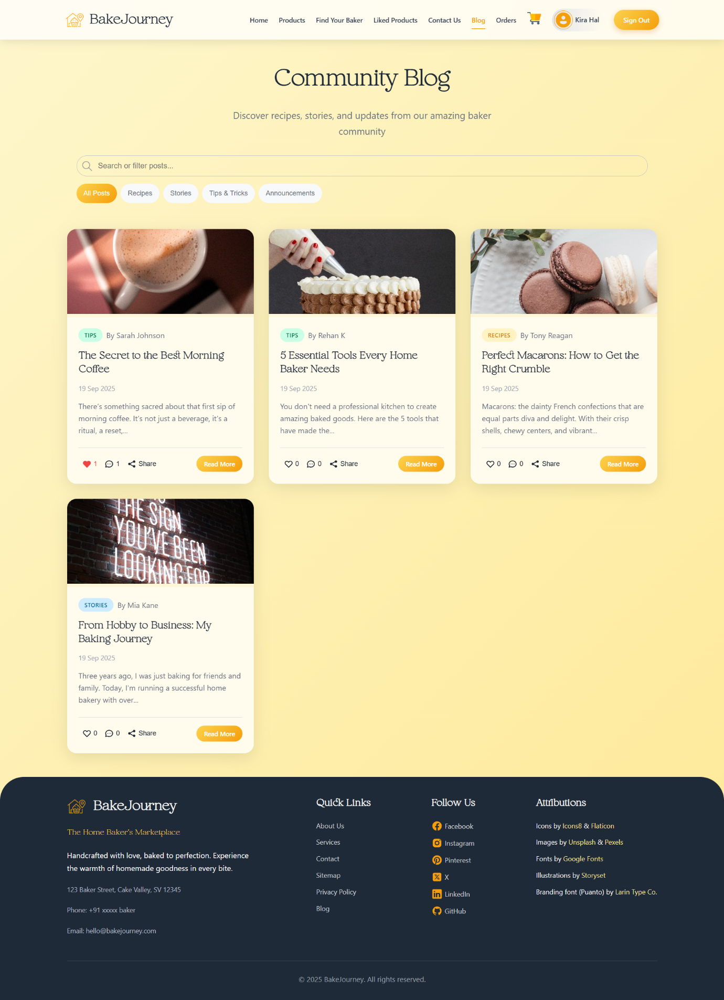 BakeJourney
Home Products Find Your Baker Liked Products Contact Us Blog Orders Kira Hal Sign Out
Community Blog
Discover recipes, stories, and updates from our amazing baker
community
Search or filter posts...
All Posts Recipes Stories Tips & Tricks Announcements
TIPS By Sarah Johnson
The Secret to the Best Morning
Coffee
19 Sep 2025
There's something sacred about that first sip of
morning coffee. It's not just a beverage, it's a
ritual, a reset,...
1 1 Share Read More
TIPS By Rehan K
5 Essential Tools Every Home
Baker Needs
19 Sep 2025
You don't need a professional kitchen to create
amazing baked goods. Here are the 5 tools that
have made the...
0 0 Share Read More
RECIPES By Tony Reagan
Perfect Macarons: How to Get the
Right Crumble
19 Sep 2025
Macarons: the dainty French confections that are
equal parts diva and delight. With their crisp
shells, chewy centers, and vibrant...
0 0 Share Read More
THE SIGN
YOU'VE BEEN
LOOKING FOR
STORIES By Mia Kane
From Hobby to Business: My
Baking Journey
19 Sep 2025
Three years ago, I was just baking for friends and
family. Today, I'm running a successful home
bakery with over...
0 0 Share Read More
BakeJourney
The Home Baker's Marketplace
Handcrafted with love, baked to perfection. Experience
the warmth of homemade goodness in every bite.
123 Baker Street, Cake Valley, SV 12345
Phone: +91 xxxxx baker
Email: hello@bakejourney.com
Quick Links
About Us
Services
Contact
Sitemap
Privacy Policy
Blog
Follow Us
Facebook
Instagram
Pinterest
X
LinkedIn
GitHub
Attributions
Icons by Icons8 & Flaticon
Images by Unsplash & Pexels
Fonts by Google Fonts
Illustrations by Storyset
Branding font (Puanto) by Larin Type Co.
© 2025 BakeJourney. All rights reserved.